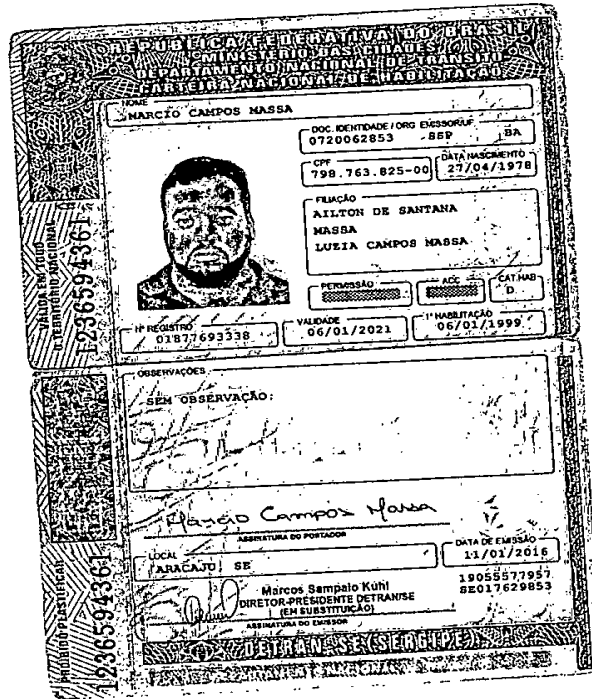 REPÚBLICA FEDERATIVA DO BRASIL
MINISTÉRIO DAS CIDADES
DEPARTAMENTO NACIONAL DE TRÂNSITO
CARTEIRA NACIONAL DE HABILITAÇÃO
NOME
MARCIO CAMPOS MASSA
DOC. IDENTIDADE / ORG EMISSOR/UF
0720062853 SSP BA
CPF DATA NASCIMENTO
798.763.825-00 27/04/1978
FILIAÇÃO
AILTON DE SANTANA
MASSA
LUZIA CAMPOS MASSA
PERMISSÃO ACC CAT.HAB
D
Nº REGISTRO VALIDADE 1ª HABILITAÇÃO
01877693338 06/01/2021 06/01/1999
VÁLIDA EM TODO
O TERRITÓRIO NACIONAL
1236594361
OBSERVAÇÕES
SEM OBSERVAÇÃO;
Marcio Campos Massa
ASSINATURA DO PORTADOR
LOCAL DATA DE EMISSÃO
ARACAJU, SE 11/01/2016
Marcos Sampaio Kühl
DIRETOR-PRESIDENTE DETRAN/SE
(EM SUBSTITUIÇÃO)
19055577957
SE017629853
ASSINATURA DO EMISSOR
PROIBIDO PLASTIFICAR
1236594361
DETRAN-SE (SERGIPE)